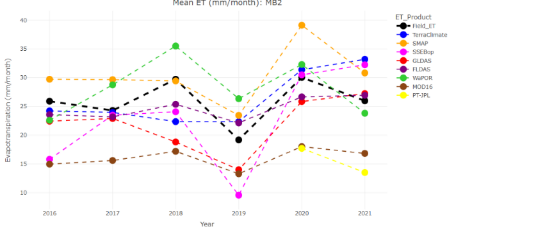 Mean ET (mm/month): MB2
ET_Product
Field_ET
TerraClimate
SMAP
SSEBop
GLDAS
FLDAS
WaPOR
MOD16
PT-JPL
Evapotranspiration (mm/month)
40
35
30
25
20
15
10
2016
2017
2018
2019
2020
2021
Year